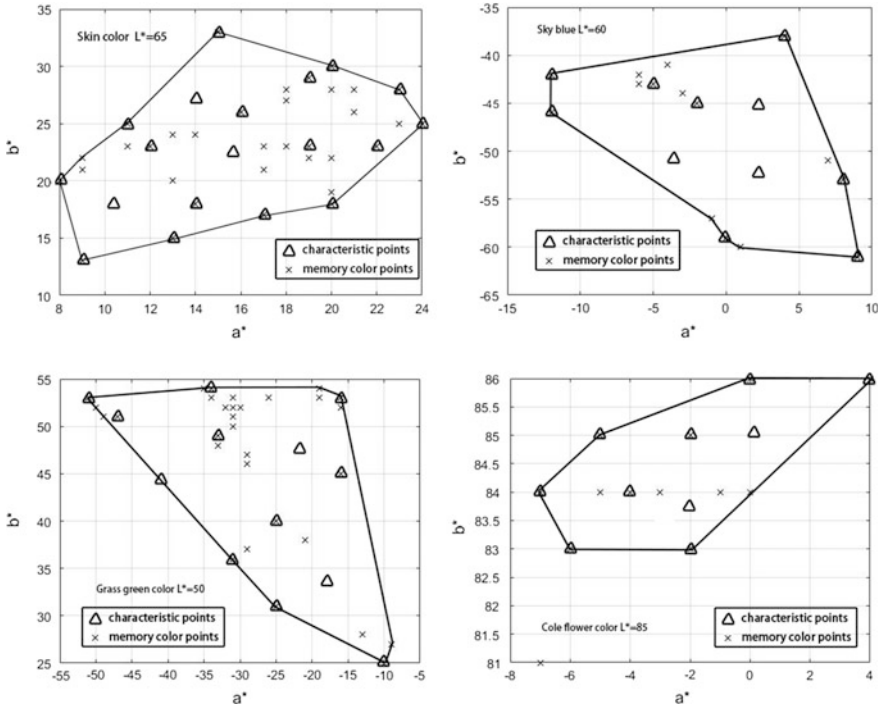 35
Skin color L*=65
30
25
b*
20
15
10
characteristic points
memory color points
8 10 12 14 16 18 20 22 24
a*
-35
Sky blue L*=60
-40
-45
b*
-50
-55
-60
-65
characteristic points
memory color points
-15 -10 -5 0 5 10
a*
55
50
45
b*
40
35
30
25
Grass green color L*=50
characteristic points
memory color points
-55 -50 -45 -40 -35 -30 -25 -20 -15 -10 -5
a*
86
85.5
85
84.5
84
b*
83.5
83
82
81
81.5
81
Cole flower color L*=85
characteristic points
memory color points
-8 -6 -4 -2 0 2 4
a*